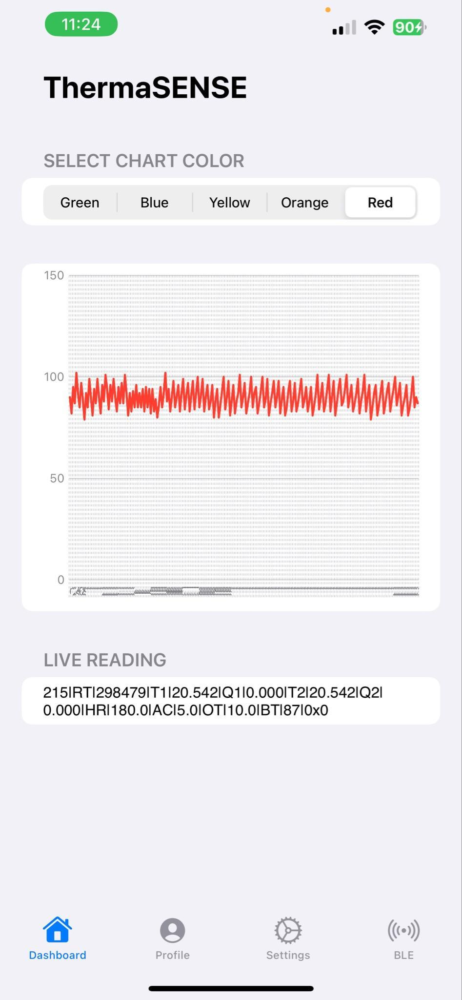 11:24
90
ThermaSENSE
SELECT CHART COLOR
Green Blue Yellow Orange Red
150
100
50
0
LIVE READING
215|RT|298479|T1|20.542|Q1|0.000|T2|20.542|Q2|
0.000|HR|180.0|AC|5.0|OT|10.0|BT|87|0x0
Dashboard Profile Settings BLE